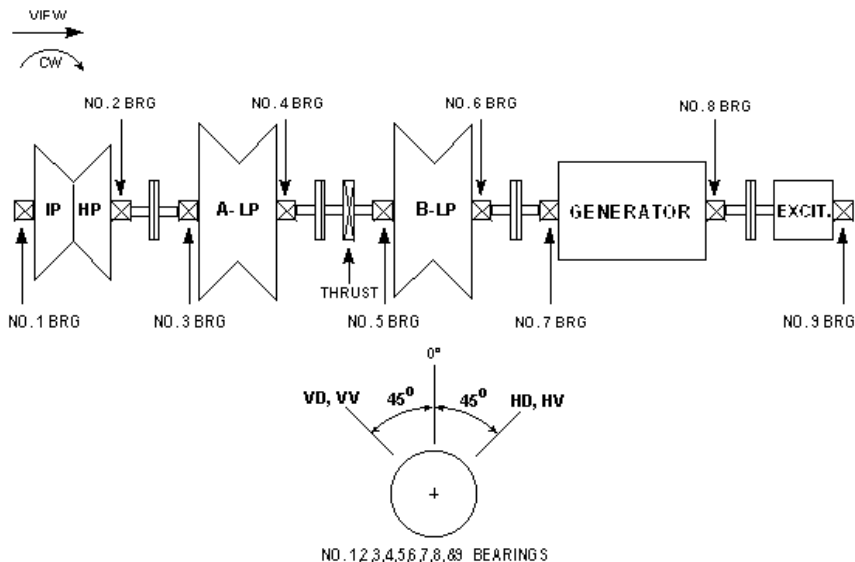 VIEW
CW
NO.2 BRG
NO.4 BRG
NO.6 BRG
NO.8 BRG
IP HP A-LP B-LP GENERATOR EXCIT.
THRUST
NO.1 BRG
NO.3 BRG
NO.5 BRG
NO.7 BRG
NO.9 BRG
0°
VD, VV 45° 45° HD, HV
NO.1,2,3,4,5,6,7,8,&9 BEARINGS